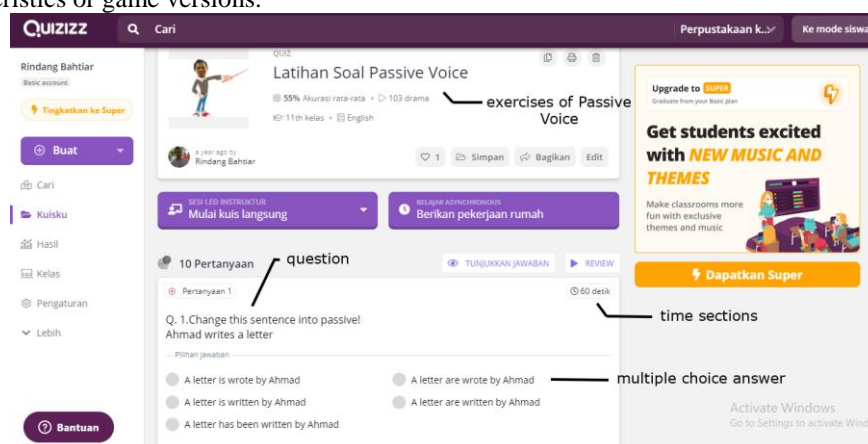 eristics of game versions.
QUIZIZZ
Cari
Perpustakaan k..
Ke mode siswa
Rindang Bahtiar
Basic account
Tingkatkan ke Super
Buat
Cari
Kuisku
Hasil
Kelas
Pengaturan
Lebih
Bantuan
QUIZ
Latihan Soal Passive Voice
55% Akurasi rata-rata • 103 drama
11th kelas • English
exercises of Passive
Voice
a year ago by
Rindang Bahtiar
1
Simpan
Bagikan
Edit
SESI LED INSTRUKTUR
Mulai kuis langsung
BELAJAR ASYNCHRONOUS
Berikan pekerjaan rumah
10 Pertanyaan
question
TUNJUKKAN JAWABAN
REVIEW
Pertanyaan 1
60 detik
time sections
Q. 1.Change this sentence into passive!
Ahmad writes a letter
Pilihan jawaban
A letter is wrote by Ahmad
A letter are wrote by Ahmad
multiple choice answer
A letter is written by Ahmad
A letter are written by Ahmad
A letter has been written by Ahmad
Upgrade to SUPER
Graduate from your Basic plan
Get students excited
with NEW MUSIC AND
THEMES
Make classrooms more
fun with exclusive
themes and music
Dapatkan Super
Activate Windows
Go to Settings to activate Wind